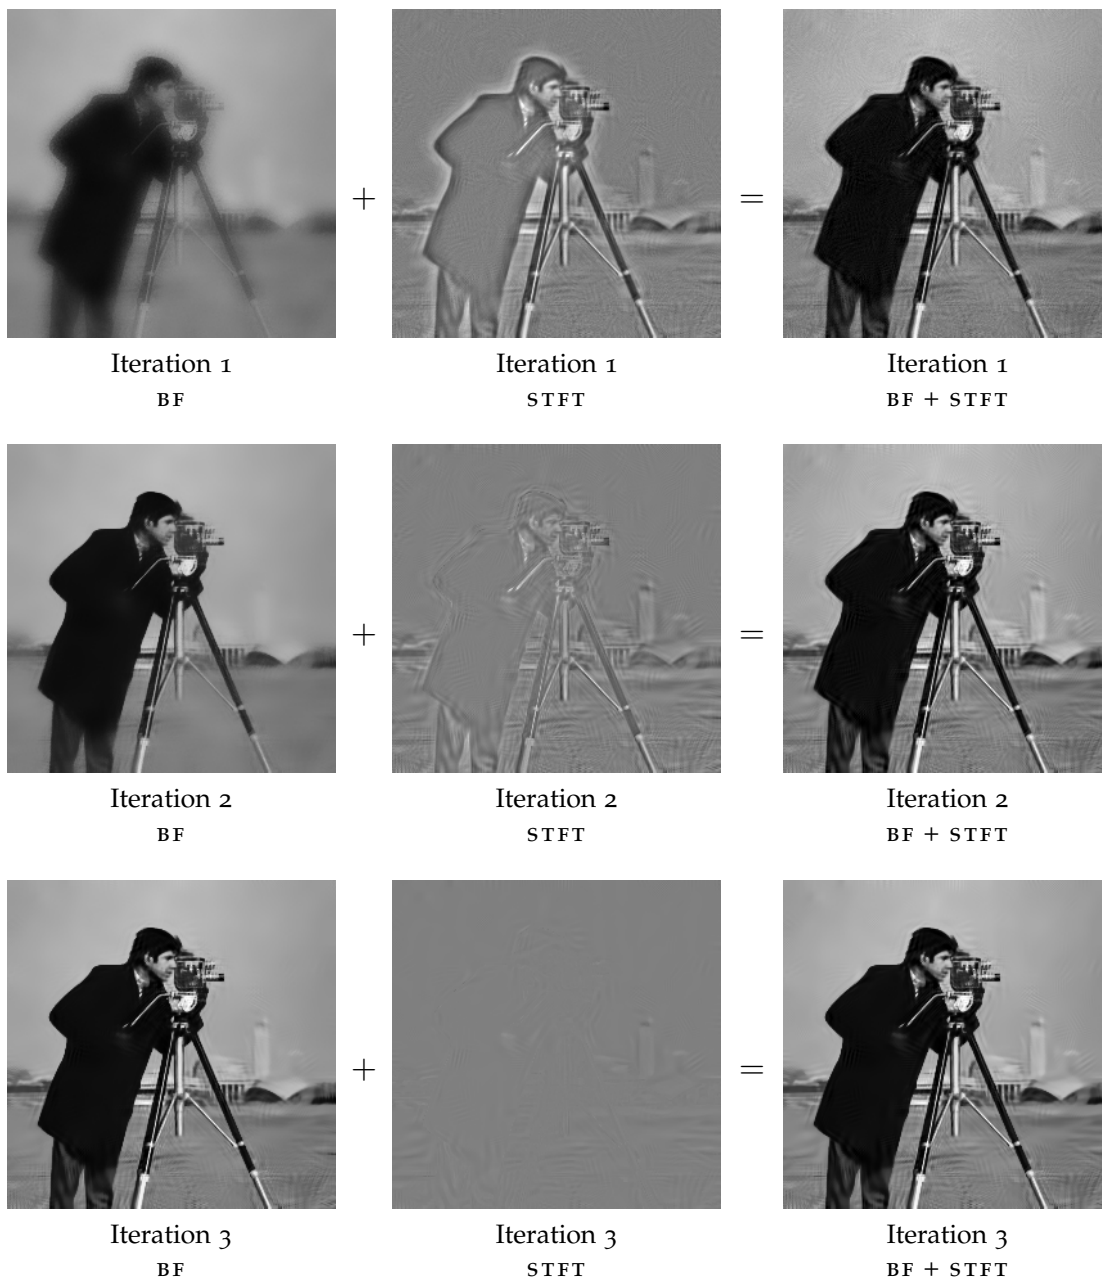 + =
Iteration 1 Iteration 1 Iteration 1
BF STFT BF + STFT
+ =
Iteration 2 Iteration 2 Iteration 2
BF STFT BF + STFT
+ =
Iteration 3 Iteration 3 Iteration 3
BF STFT BF + STFT